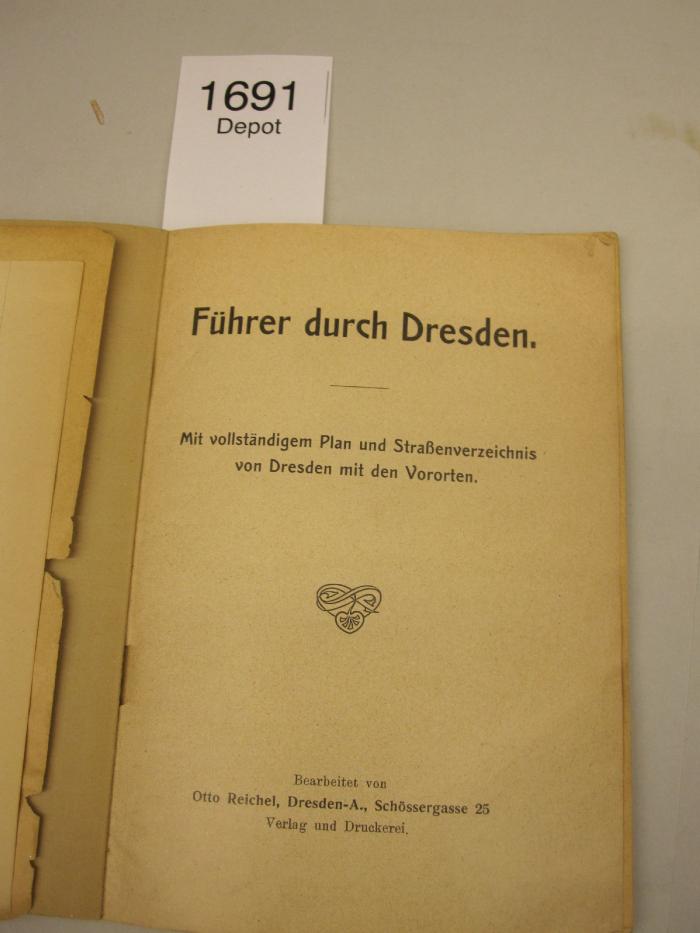 1691
Depot
Führer durch Dresden.
Mit vollständigem Plan und Straßenverzeichnis
von Dresden mit den Vororten.
Bearbeitet von
Otto Reichel, Dresden-A., Schössergasse 25
Verlag und Druckerei.